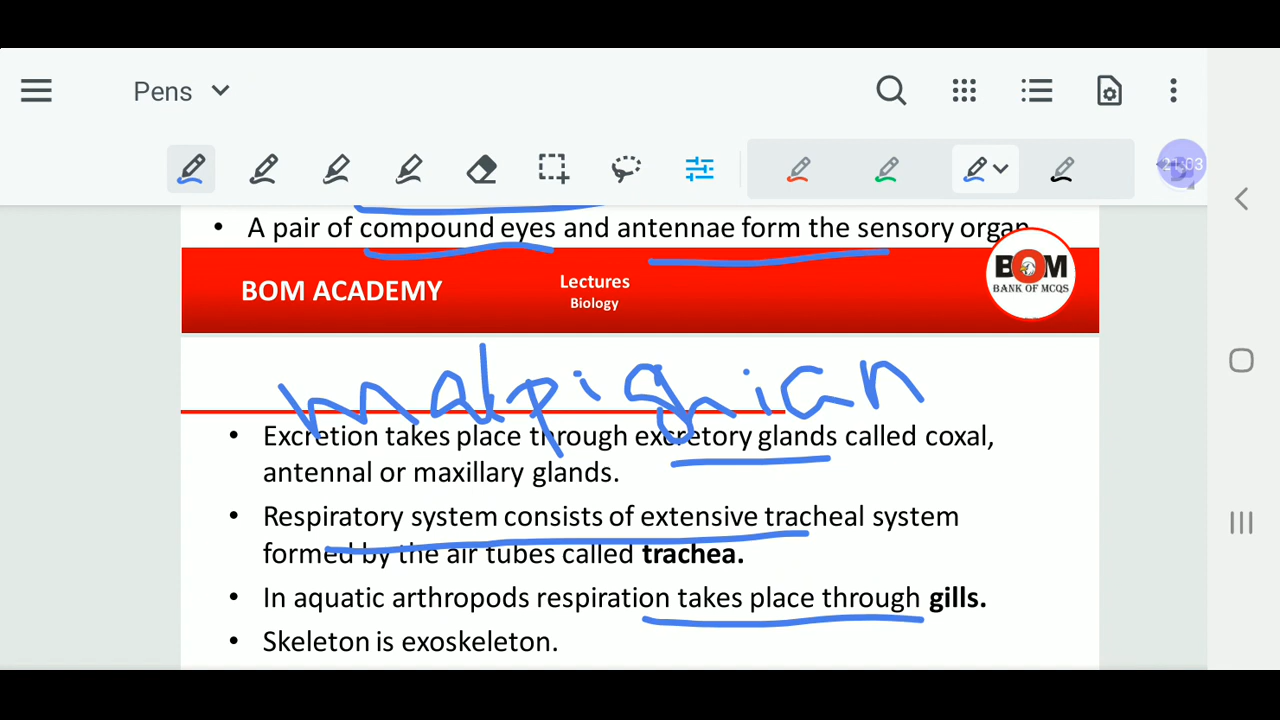 Pens
21:03
• A pair of compound eyes and antennae form the sensory organ
BOM ACADEMY
Lectures
Biology
BOM
BANK OF MCQS
malpighian
• Excretion takes place through excretory glands called coxal,
antennal or maxillary glands.
• Respiratory system consists of extensive tracheal system
formed by the air tubes called trachea.
• In aquatic arthropods respiration takes place through gills.
• Skeleton is exoskeleton.